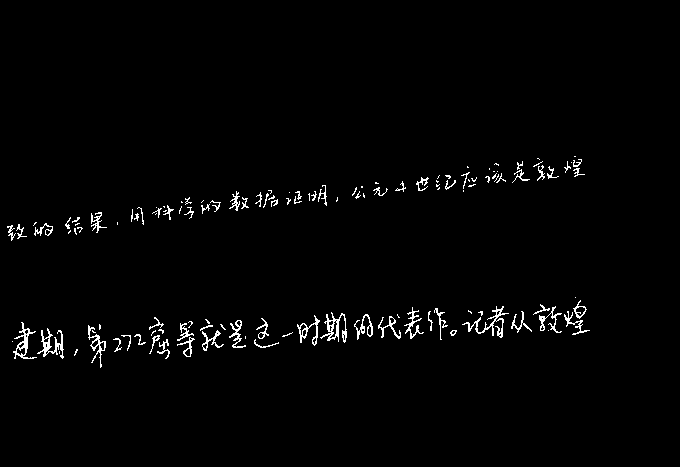 致的结果，用科学的数据证明，公元4世纪应该是敦煌
建期，第272窟等就是这一时期的代表作。记者从敦煌